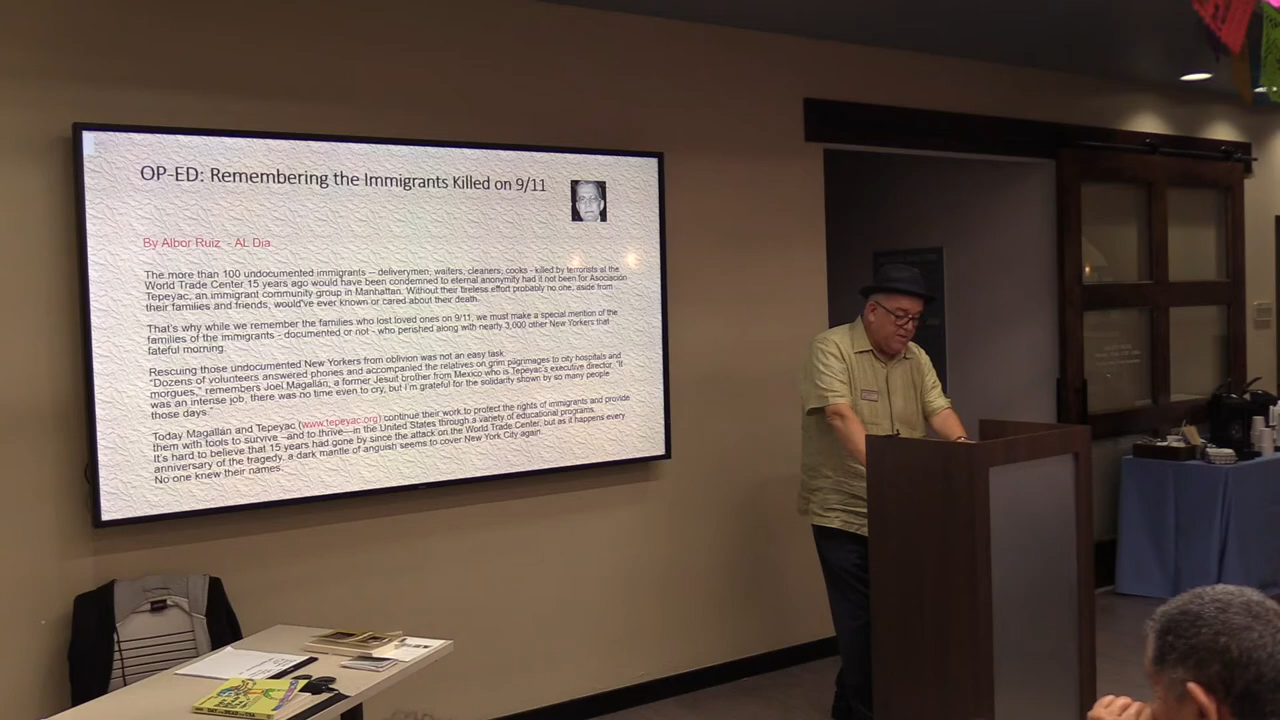 OP-ED: Remembering the Immigrants Killed on 9/11
By Albor Ruiz - AL Dia
The more than 100 undocumented immigrants – deliverymen, waiters, cleaners, cooks - killed by terrorists at the
World Trade Center 15 years ago would have been condemned to eternal anonymity had it not been for Asociación
Tepeyac, an immigrant community group in Manhattan. Without their tireless effort probably no one, aside from
their families and friends, would've ever known or cared about their death.
That's why while we remember the families who lost loved ones on 9/11, we must make a special mention of the
families of the immigrants - documented or not - who perished along with nearly 3,000 other New Yorkers that
fateful morning.
Rescuing those undocumented New Yorkers from oblivion was not an easy task.
"Dozens of volunteers answered phones and accompanied the relatives on grim pilgrimages to city hospitals and
morgues," remembers Joel Magallán, a former Jesuit brother from Mexico who is Tepeyac's executive director. "It
was an intense job, there was no time even to cry, but I'm grateful for the solidarity shown by so many people
those days."
Today Magallán and Tepeyac (www.tepeyac.org) continue their work to protect the rights of immigrants and provide
them with tools to survive –and to thrive—in the United States through a variety of educational programs.
It's hard to believe that 15 years had gone by since the attack on the World Trade Center, but as it happens every
anniversary of the tragedy, a dark mantle of anguish seems to cover New York City again.
No one knew their names.